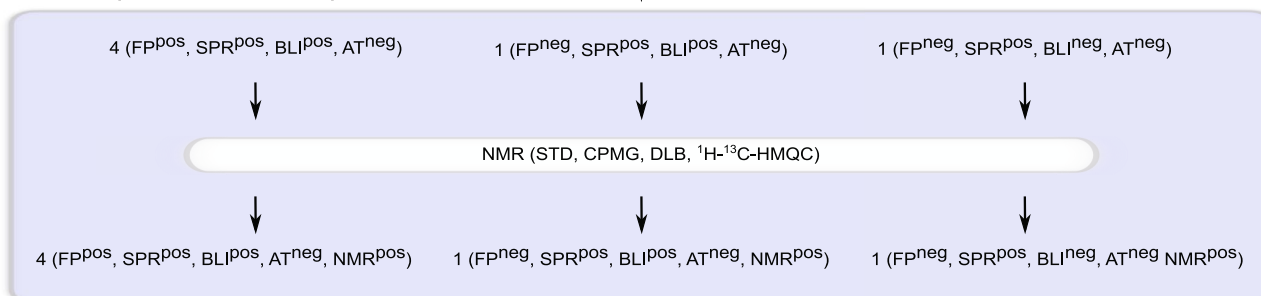 4 (FPpos, SPRpos, BLIpos, ATneg)
1 (FPneg, SPRpos, BLIpos, ATneg)
1 (FPneg, SPRpos, BLIneg, ATneg)
NMR (STD, CPMG, DLB, ¹H-¹³C-HMQC)
4 (FPpos, SPRpos, BLIpos, ATneg, NMRpos)
1 (FPneg, SPRpos, BLIpos, ATneg, NMRpos)
1 (FPneg, SPRpos, BLIneg, ATneg NMRpos)